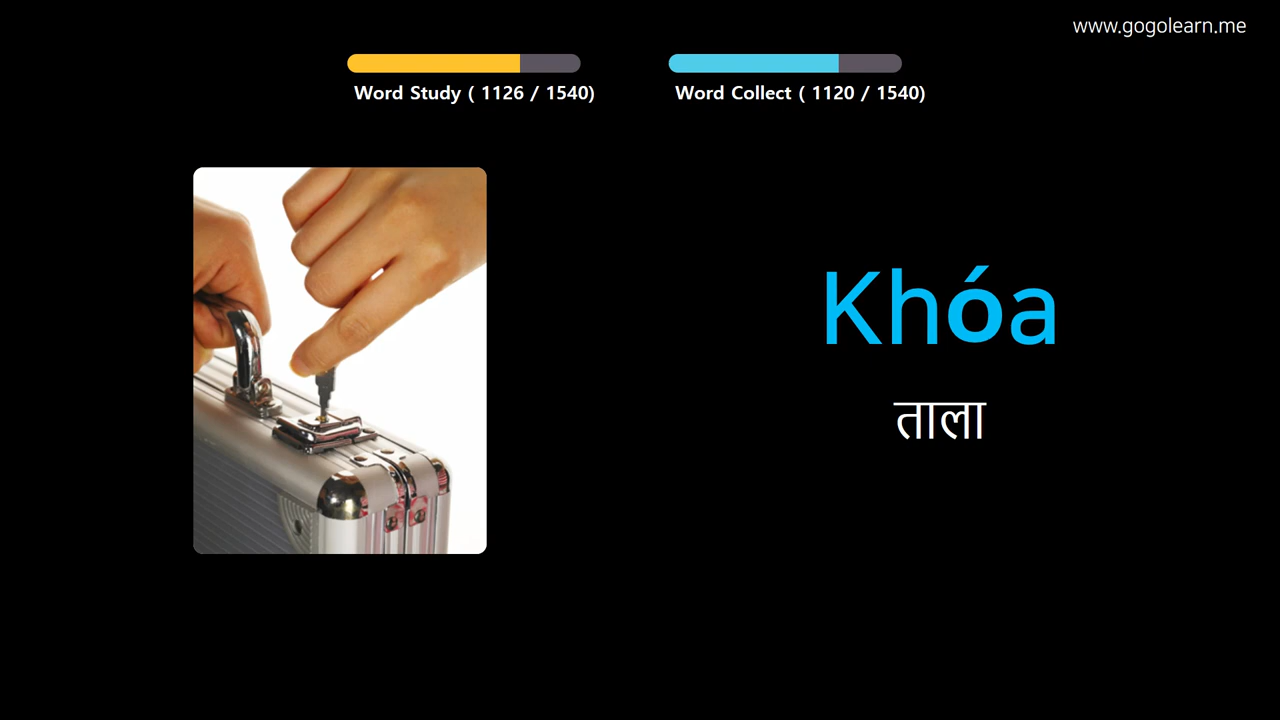 www.gogolearn.me
Word Study ( 1126 / 1540)
Word Collect ( 1120 / 1540)
Khóa
ताला